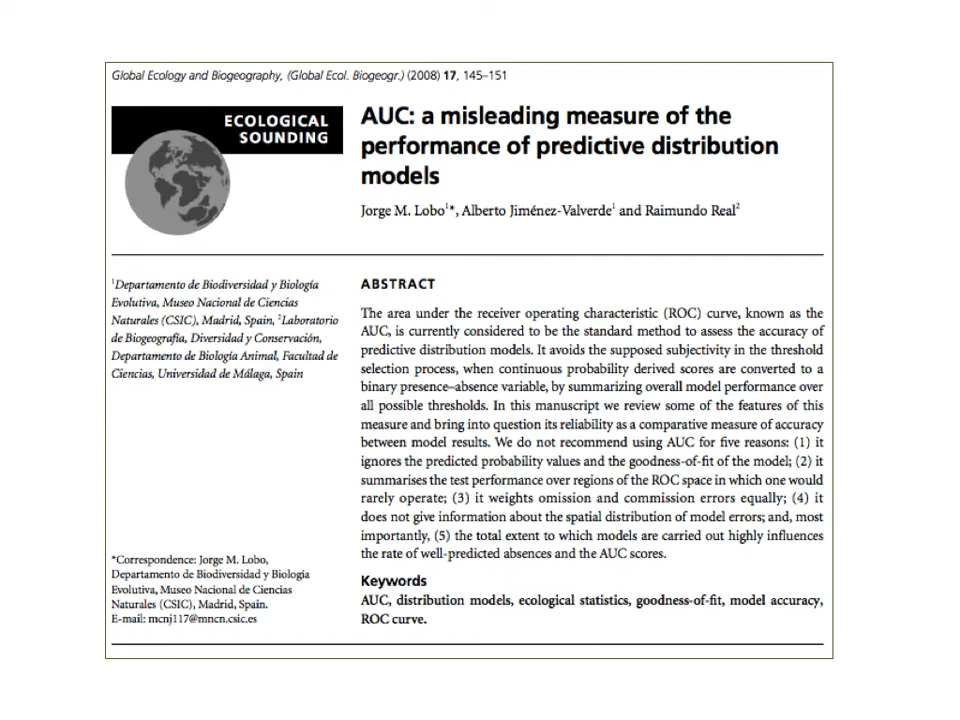 Global Ecology and Biogeography, (Global Ecol. Biogeogr.) (2008) 17, 145–151
ECOLOGICAL
SOUNDING
AUC: a misleading measure of the
performance of predictive distribution
models
Jorge M. Lobo1*, Alberto Jiménez-Valverde1 and Raimundo Real2
1Departamento de Biodiversidad y Biología
Evolutiva, Museo Nacional de Ciencias
Naturales (CSIC), Madrid, Spain, 2Laboratorio
de Biogeografía, Diversidad y Conservación,
Departamento de Biología Animal, Facultad de
Ciencias, Universidad de Málaga, Spain
*Correspondence: Jorge M. Lobo,
Departamento de Biodiversidad y Biología
Evolutiva, Museo Nacional de Ciencias
Naturales (CSIC), Madrid, Spain.
E-mail: mcnj117@mncn.csic.es
ABSTRACT
The area under the receiver operating characteristic (ROC) curve, known as the
AUC, is currently considered to be the standard method to assess the accuracy of
predictive distribution models. It avoids the supposed subjectivity in the threshold
selection process, when continuous probability derived scores are converted to a
binary presence–absence variable, by summarizing overall model performance over
all possible thresholds. In this manuscript we review some of the features of this
measure and bring into question its reliability as a comparative measure of accuracy
between model results. We do not recommend using AUC for five reasons: (1) it
ignores the predicted probability values and the goodness-of-fit of the model; (2) it
summarises the test performance over regions of the ROC space in which one would
rarely operate; (3) it weights omission and commission errors equally; (4) it
does not give information about the spatial distribution of model errors; and, most
importantly, (5) the total extent to which models are carried out highly influences
the rate of well-predicted absences and the AUC scores.
Keywords
AUC, distribution models, ecological statistics, goodness-of-fit, model accuracy,
ROC curve.